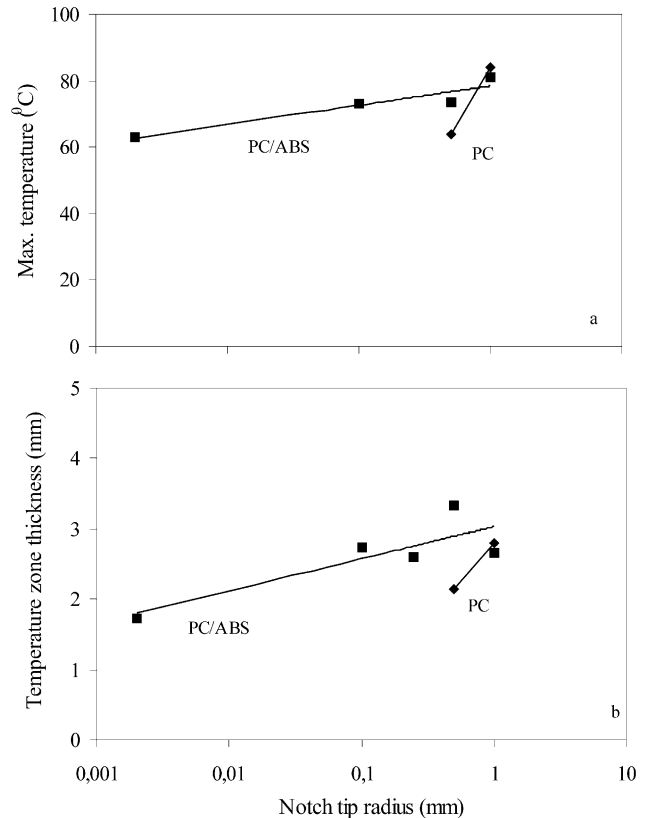 100
80
60
40
20
0
Max. temperature (⁰C)
PC/ABS
PC
a
5
4
3
2
1
0
Temperature zone thickness (mm)
PC/ABS
PC
b
0,001 0,01 0,1 1 10
Notch tip radius (mm)